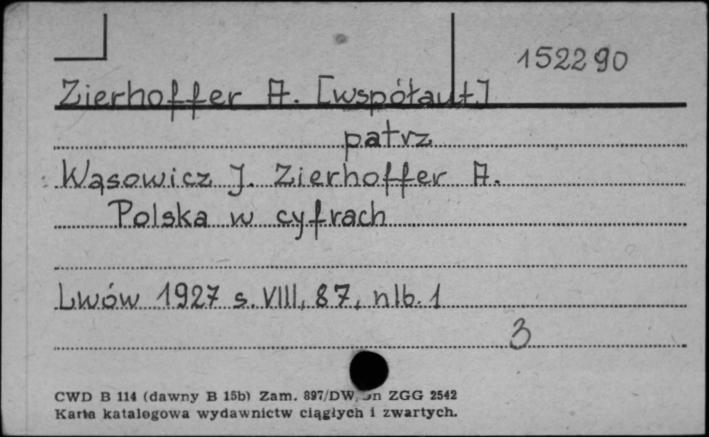 152290
Zierhoffer A. [współaut.]
patrz
Wąsowicz J. Zierhoffer A.
Polska w cyfrach
Lwów 1927 s. VIII, 87, nlb. 1
3
CWD B 114 (dawny B 15b) Zam. 897/DW, ZGG 2542
Karta katalogowa wydawnictw ciągłych i zwartych.